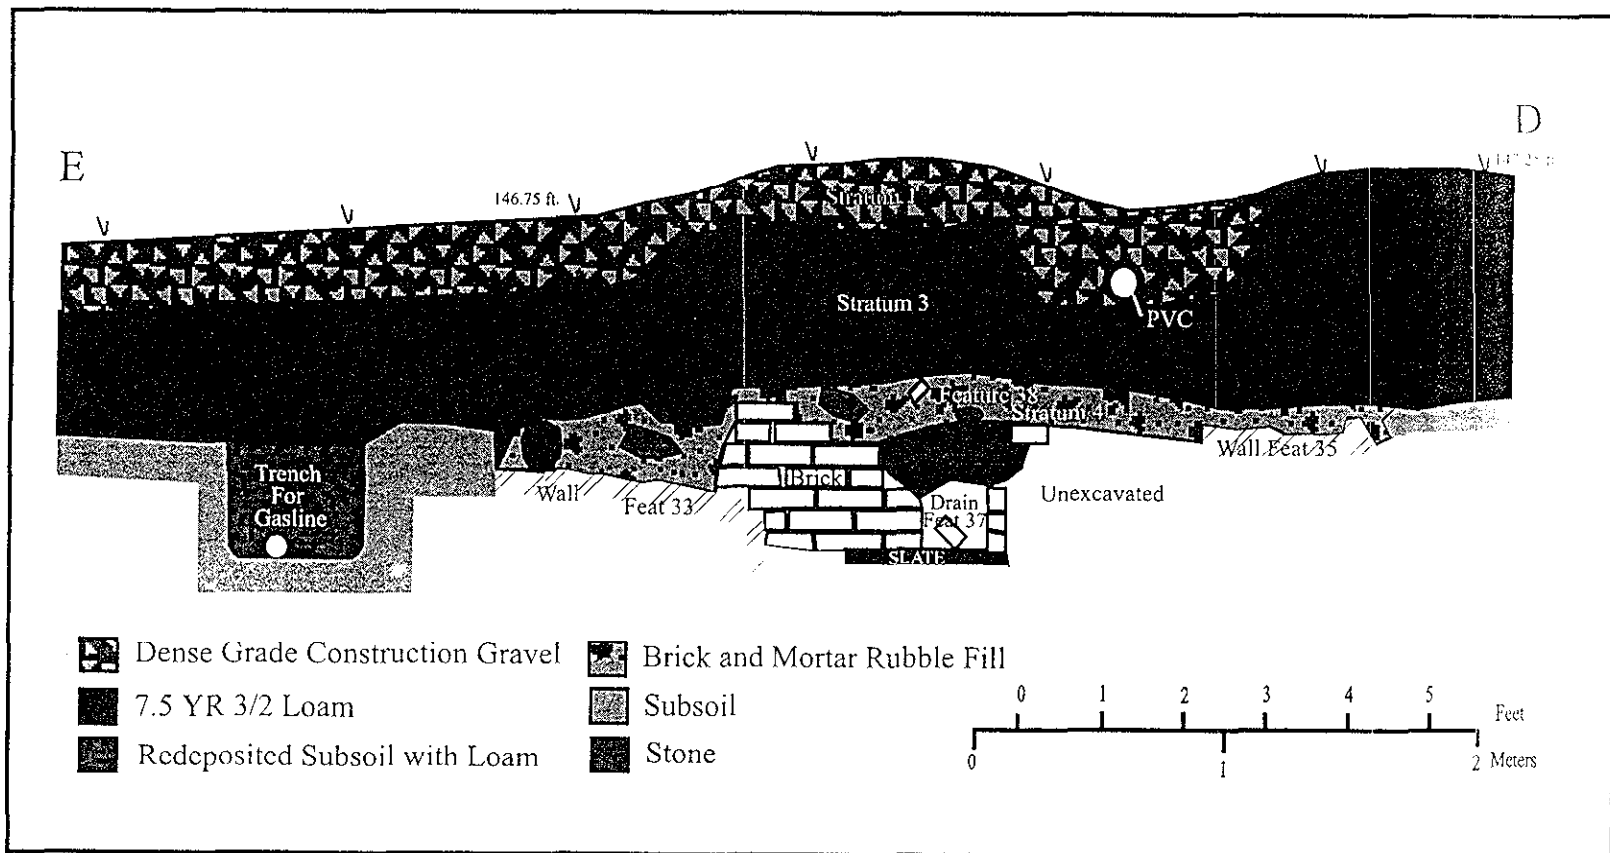 D
E
146.75 ft.
Stratum 1
Stratum 3
PVC
Feature 38
Stratum 4
Wall Feat 35
Trench
For
Gasline
Wall
Feat 33
Brick
Drain
Feat 37
Unexcavated
SLATE
Dense Grade Construction Gravel
Brick and Mortar Rubble Fill
7.5 YR 3/2 Loam
Subsoil
Redeposited Subsoil with Loam
Stone
0 1 2 3 4 5 Feet
0 1 2 Meters